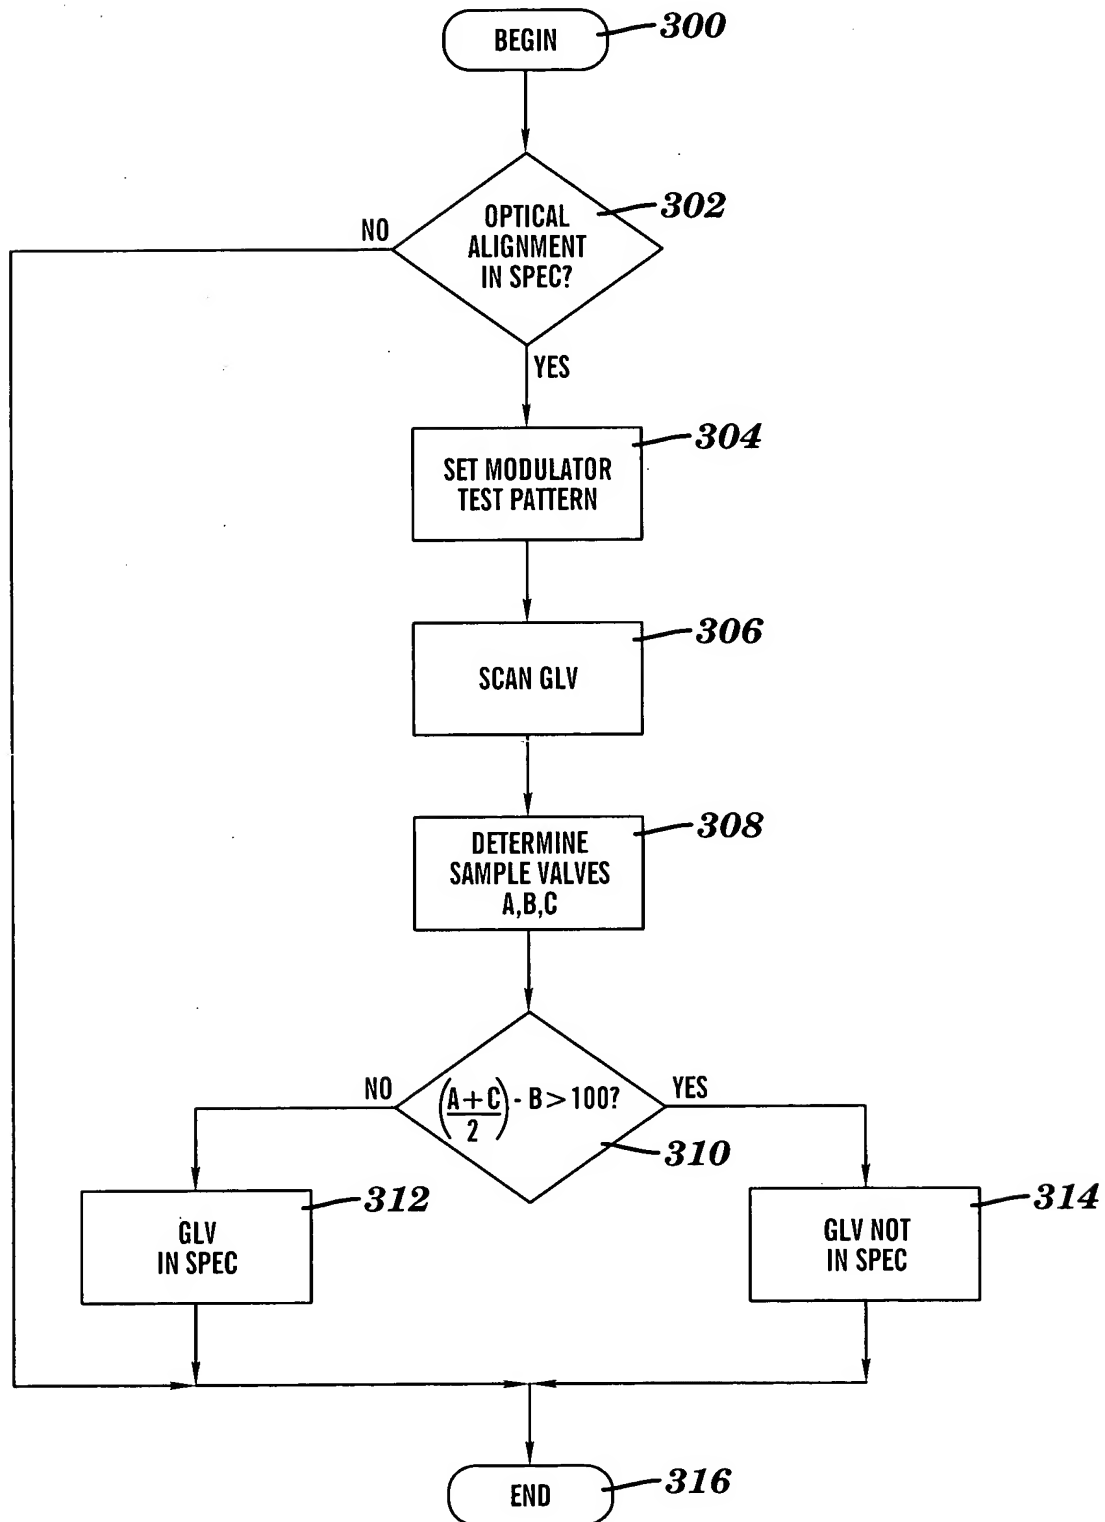 BEGIN
300
OPTICAL
ALIGNMENT
IN SPEC?
302
NO
YES
SET MODULATOR
TEST PATTERN
304
SCAN GLV
306
DETERMINE
SAMPLE VALVES
A,B,C
308
NO
(A+C/2) - B > 100?
YES
310
GLV
IN SPEC
312
GLV NOT
IN SPEC
314
END
316